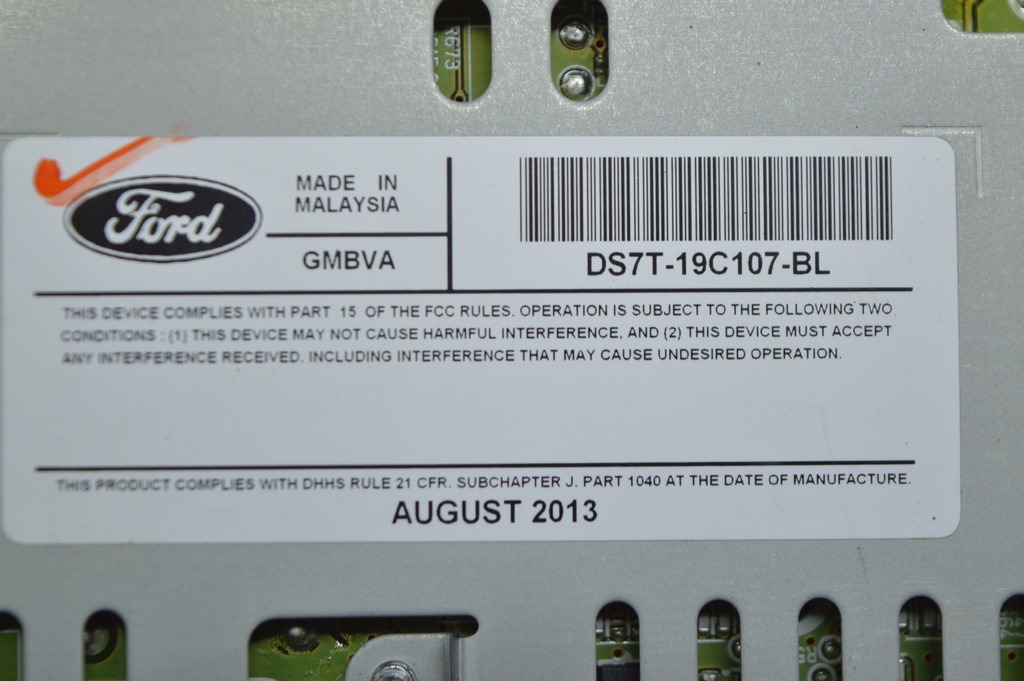 R673
Ford
MADE IN
MALAYSIA
GMBVA
DS7T-19C107-BL
THIS DEVICE COMPLIES WITH PART 15 OF THE FCC RULES. OPERATION IS SUBJECT TO THE FOLLOWING TWO
CONDITIONS : (1) THIS DEVICE MAY NOT CAUSE HARMFUL INTERFERENCE, AND (2) THIS DEVICE MUST ACCEPT
ANY INTERFERENCE RECEIVED. INCLUDING INTERFERENCE THAT MAY CAUSE UNDESIRED OPERATION.
THIS PRODUCT COMPLIES WITH DHHS RULE 21 CFR. SUBCHAPTER J. PART 1040 AT THE DATE OF MANUFACTURE.
AUGUST 2013